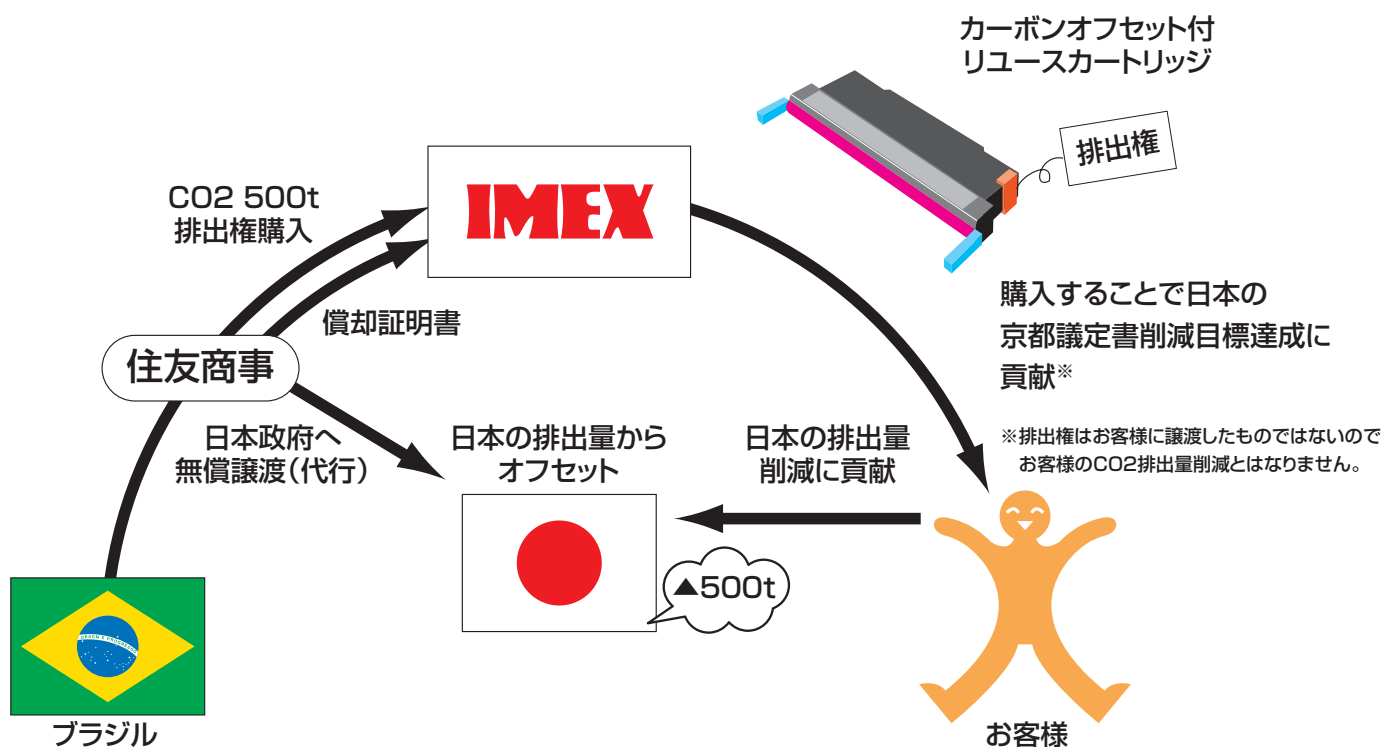 カーボンオフセット付
リユースカートリッジ
排出権
IMEX
CO2 500t
排出権購入
償却証明書
住友商事
購入することで日本の
京都議定書削減目標達成に
貢献※
※排出権はお客様に譲渡したものではないので
お客様のCO2排出量削減とはなりません。
日本政府へ
無償譲渡（代行）
日本の排出量から
オフセット
日本の排出量
削減に貢献
▲500t
ORDEM E PROGRESSO
ブラジル
お客様